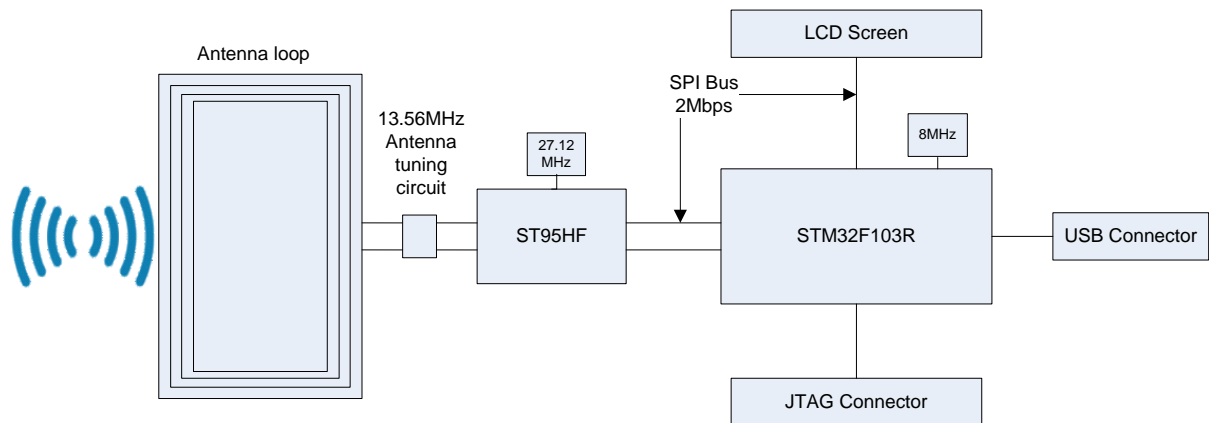 LCD Screen
Antenna loop
SPI Bus
2Mbps
13.56MHz
Antenna
tuning
circuit
27.12
MHz
8MHz
ST95HF
STM32F103R
USB Connector
JTAG Connector